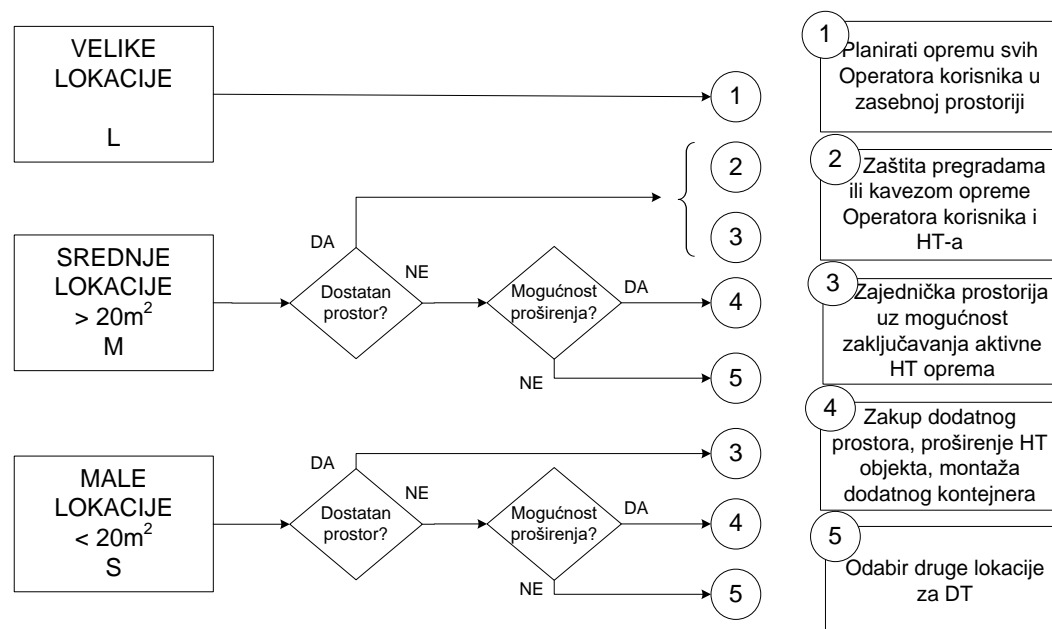 VELIKE
LOKACIJE
L
1
2
3
SREDNJE
LOKACIJE
> 20m²
M
DA
Dostatan
prostor?
NE
Mogućnost
proširenja?
DA
4
NE
5
MALE
LOKACIJE
< 20m²
S
DA
3
Dostatan
prostor?
NE
Mogućnost
proširenja?
DA
4
NE
5
1
Planirati opremu svih
Operatora korisnika u
zasebnoj prostoriji
2
Zaštita pregradama
ili kavezom opreme
Operatora korisnika i
HT-a
3
Zajednička prostorija
uz mogućnost
zaključavanja aktivne
HT oprema
4
Zakup dodatnog
prostora, proširenje HT
objekta, montaža
dodatnog kontejnera
5
Odabir druge lokacije
za DT